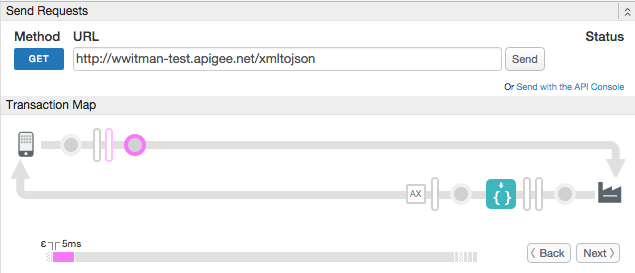 Send Requests
Method URL Status
GET http://wwitman-test.apigee.net/xmltojson Send
Or Send with the API Console
Transaction Map
AX { }
ε 5ms
〈 Back Next 〉